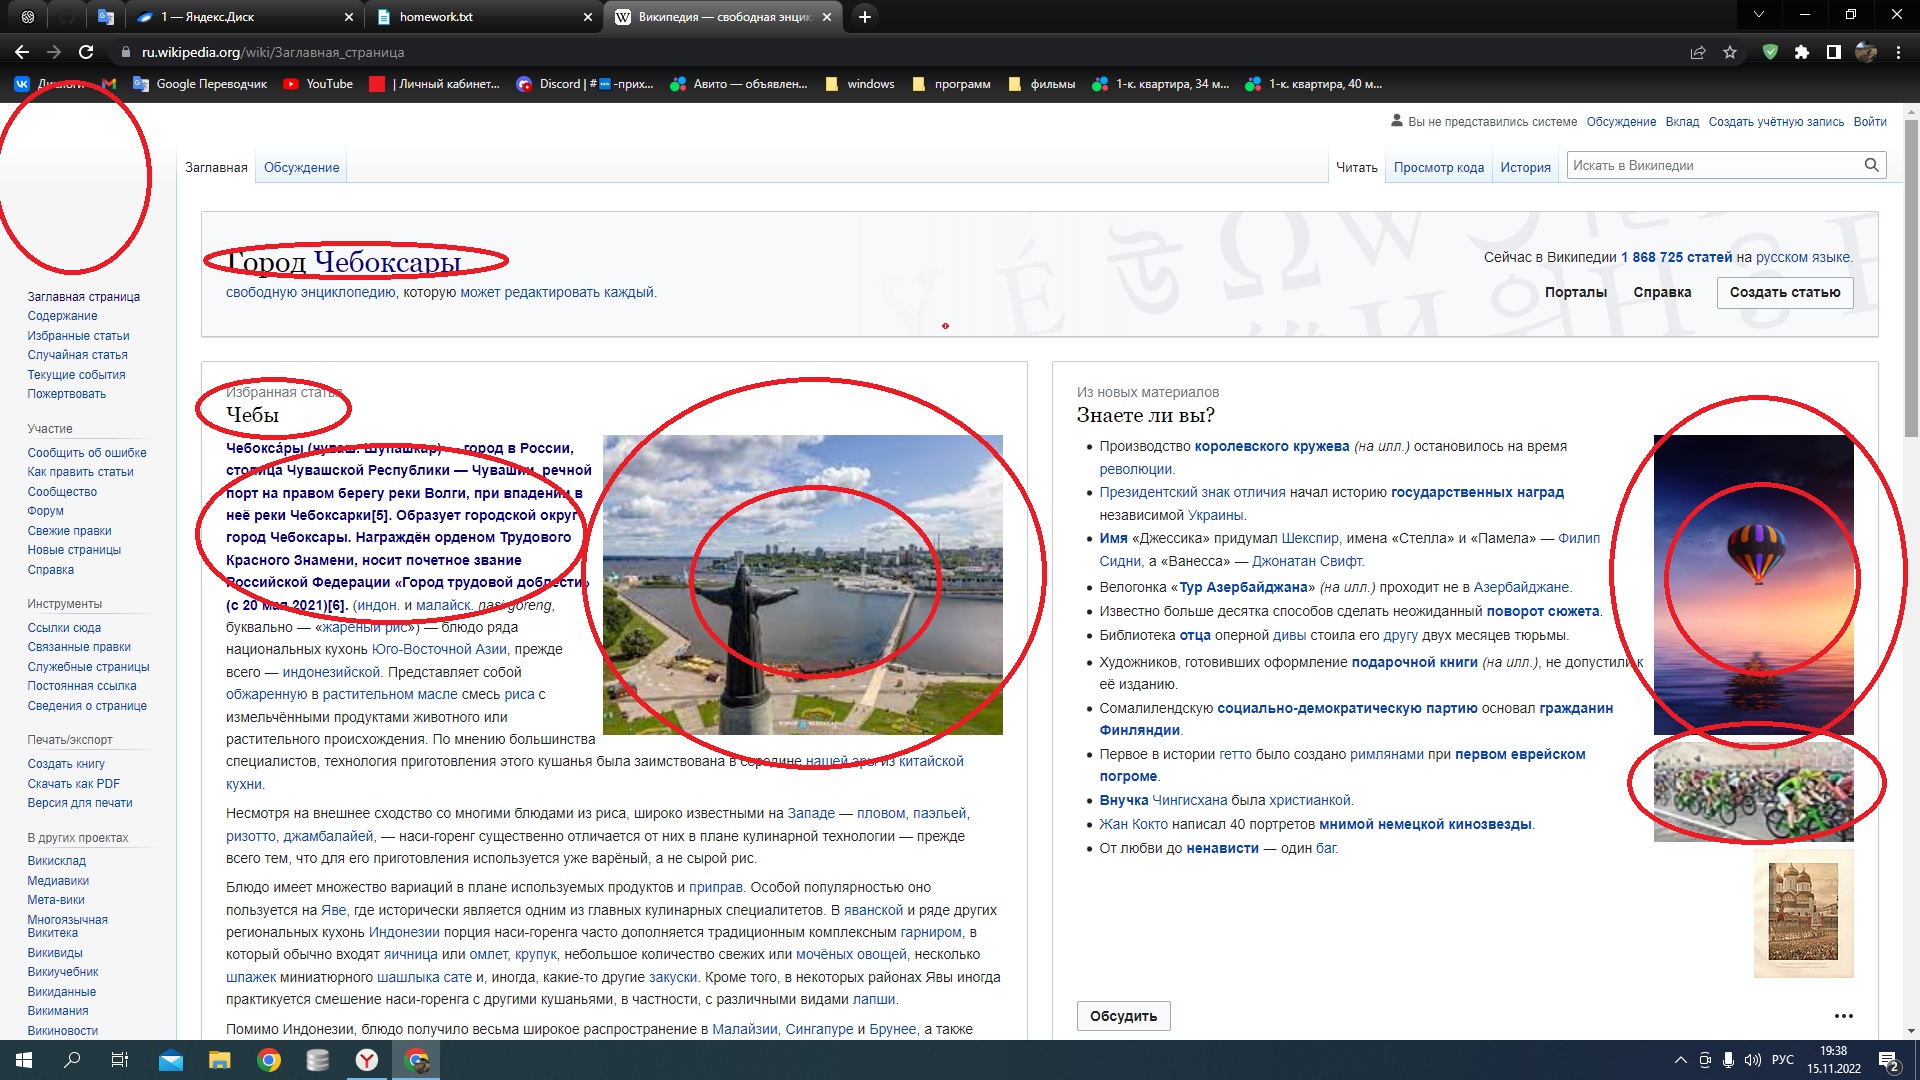 1 — Яндекс.Диск
homework.txt
Википедия — свободная энцик
ru.wikipedia.org/wiki/Заглавная_страница
Google Переводчик
YouTube
| Личный кабинет...
Discord | # -прих...
Авито — объявлен...
windows
программ
фильмы
1-к. квартира, 34 м...
1-к. квартира, 40 м...
Вы не представились системе
Обсуждение
Вклад
Создать учётную запись
Войти
Заглавная
Обсуждение
Читать
Просмотр кода
История
Искать в Википедии
Город Чебоксары
свободную энциклопедию, которую может редактировать каждый.
Сейчас в Википедии 1 868 725 статей на русском языке.
Порталы
Справка
Создать статью
Заглавная страница
Содержание
Избранные статьи
Случайная статья
Текущие события
Пожертвовать
Участие
Сообщить об ошибке
Как править статьи
Сообщество
Форум
Свежие правки
Новые страницы
Справка
Инструменты
Ссылки сюда
Связанные правки
Служебные страницы
Постоянная ссылка
Сведения о странице
Печать/экспорт
Создать книгу
Скачать как PDF
Версия для печати
В других проектах
Викисклад
Медиавики
Мета-вики
Многоязычная
Викитека
Викивиды
Викиучебник
Викиданные
Викимания
Викиновости
Избранная статья
Чебы
Чебокса́ры (чуваш. Шупашкар) — город в России,
столица Чувашской Республики — Чувашии, речной
порт на правом берегу реки Волги, при впадении в
неё реки Чебоксарки[5]. Образует городской округ
город Чебоксары. Награждён орденом Трудового
Красного Знамени, носит почетное звание
Российской Федерации «Город трудовой доблести»
(с 20 мая 2021)[6]. (индон. и малайск. nasi goreng,
буквально — «жареный рис») — блюдо ряда
национальных кухонь Юго-Восточной Азии, прежде
всего — индонезийской. Представляет собой
обжаренную в растительном масле смесь риса с
измельчёнными продуктами животного или
растительного происхождения. По мнению большинства
специалистов, технология приготовления этого кушанья была заимствована в середине нашей эры из китайской
кухни.
Несмотря на внешнее сходство со многими блюдами из риса, широко известными на Западе — пловом, паэльей,
ризотто, джамбалайей, — наси-горенг существенно отличается от них в плане кулинарной технологии — прежде
всего тем, что для его приготовления используется уже варёный, а не сырой рис.
Блюдо имеет множество вариаций в плане используемых продуктов и приправ. Особой популярностью оно
пользуется на Яве, где исторически является одним из главных кулинарных специалитетов. В яванской и ряде других
региональных кухонь Индонезии порция наси-горенга часто дополняется традиционным комплексным гарниром, в
который обычно входят яичница или омлет, крупук, небольшое количество свежих или мочёных овощей, несколько
шпажек миниатюрного шашлыка сате и, иногда, какие-то другие закуски. Кроме того, в некоторых районах Явы иногда
практикуется смешение наси-горенга с другими кушаньями, в частности, с различными видами лапши.
Помимо Индонезии, блюдо получило весьма широкое распространение в Малайзии, Сингапуре и Брунее, а также
Из новых материалов
Знаете ли вы?
Производство королевского кружева (на илл.) остановилось на время
революции.
Президентский знак отличия начал историю государственных наград
независимой Украины.
Имя «Джессика» придумал Шекспир, имена «Стелла» и «Памела» — Филип
Сидни, а «Ванесса» — Джонатан Свифт.
Велогонка «Тур Азербайджана» (на илл.) проходит не в Азербайджане.
Известно больше десятка способов сделать неожиданный поворот сюжета.
Библиотека отца оперной дивы стоила его другу двух месяцев тюрьмы.
Художников, готовивших оформление подарочной книги (на илл.), не допустили к
её изданию.
Сомалилендскую социально-демократическую партию основал гражданин
Финляндии.
Первое в истории гетто было создано римлянами при первом еврейском
погроме.
Внучка Чингисхана была христианкой.
Жан Кокто написал 40 портретов мнимой немецкой кинозвезды.
От любви до ненависти — один баг.
Обсудить
РУС
19:38
15.11.2022
2